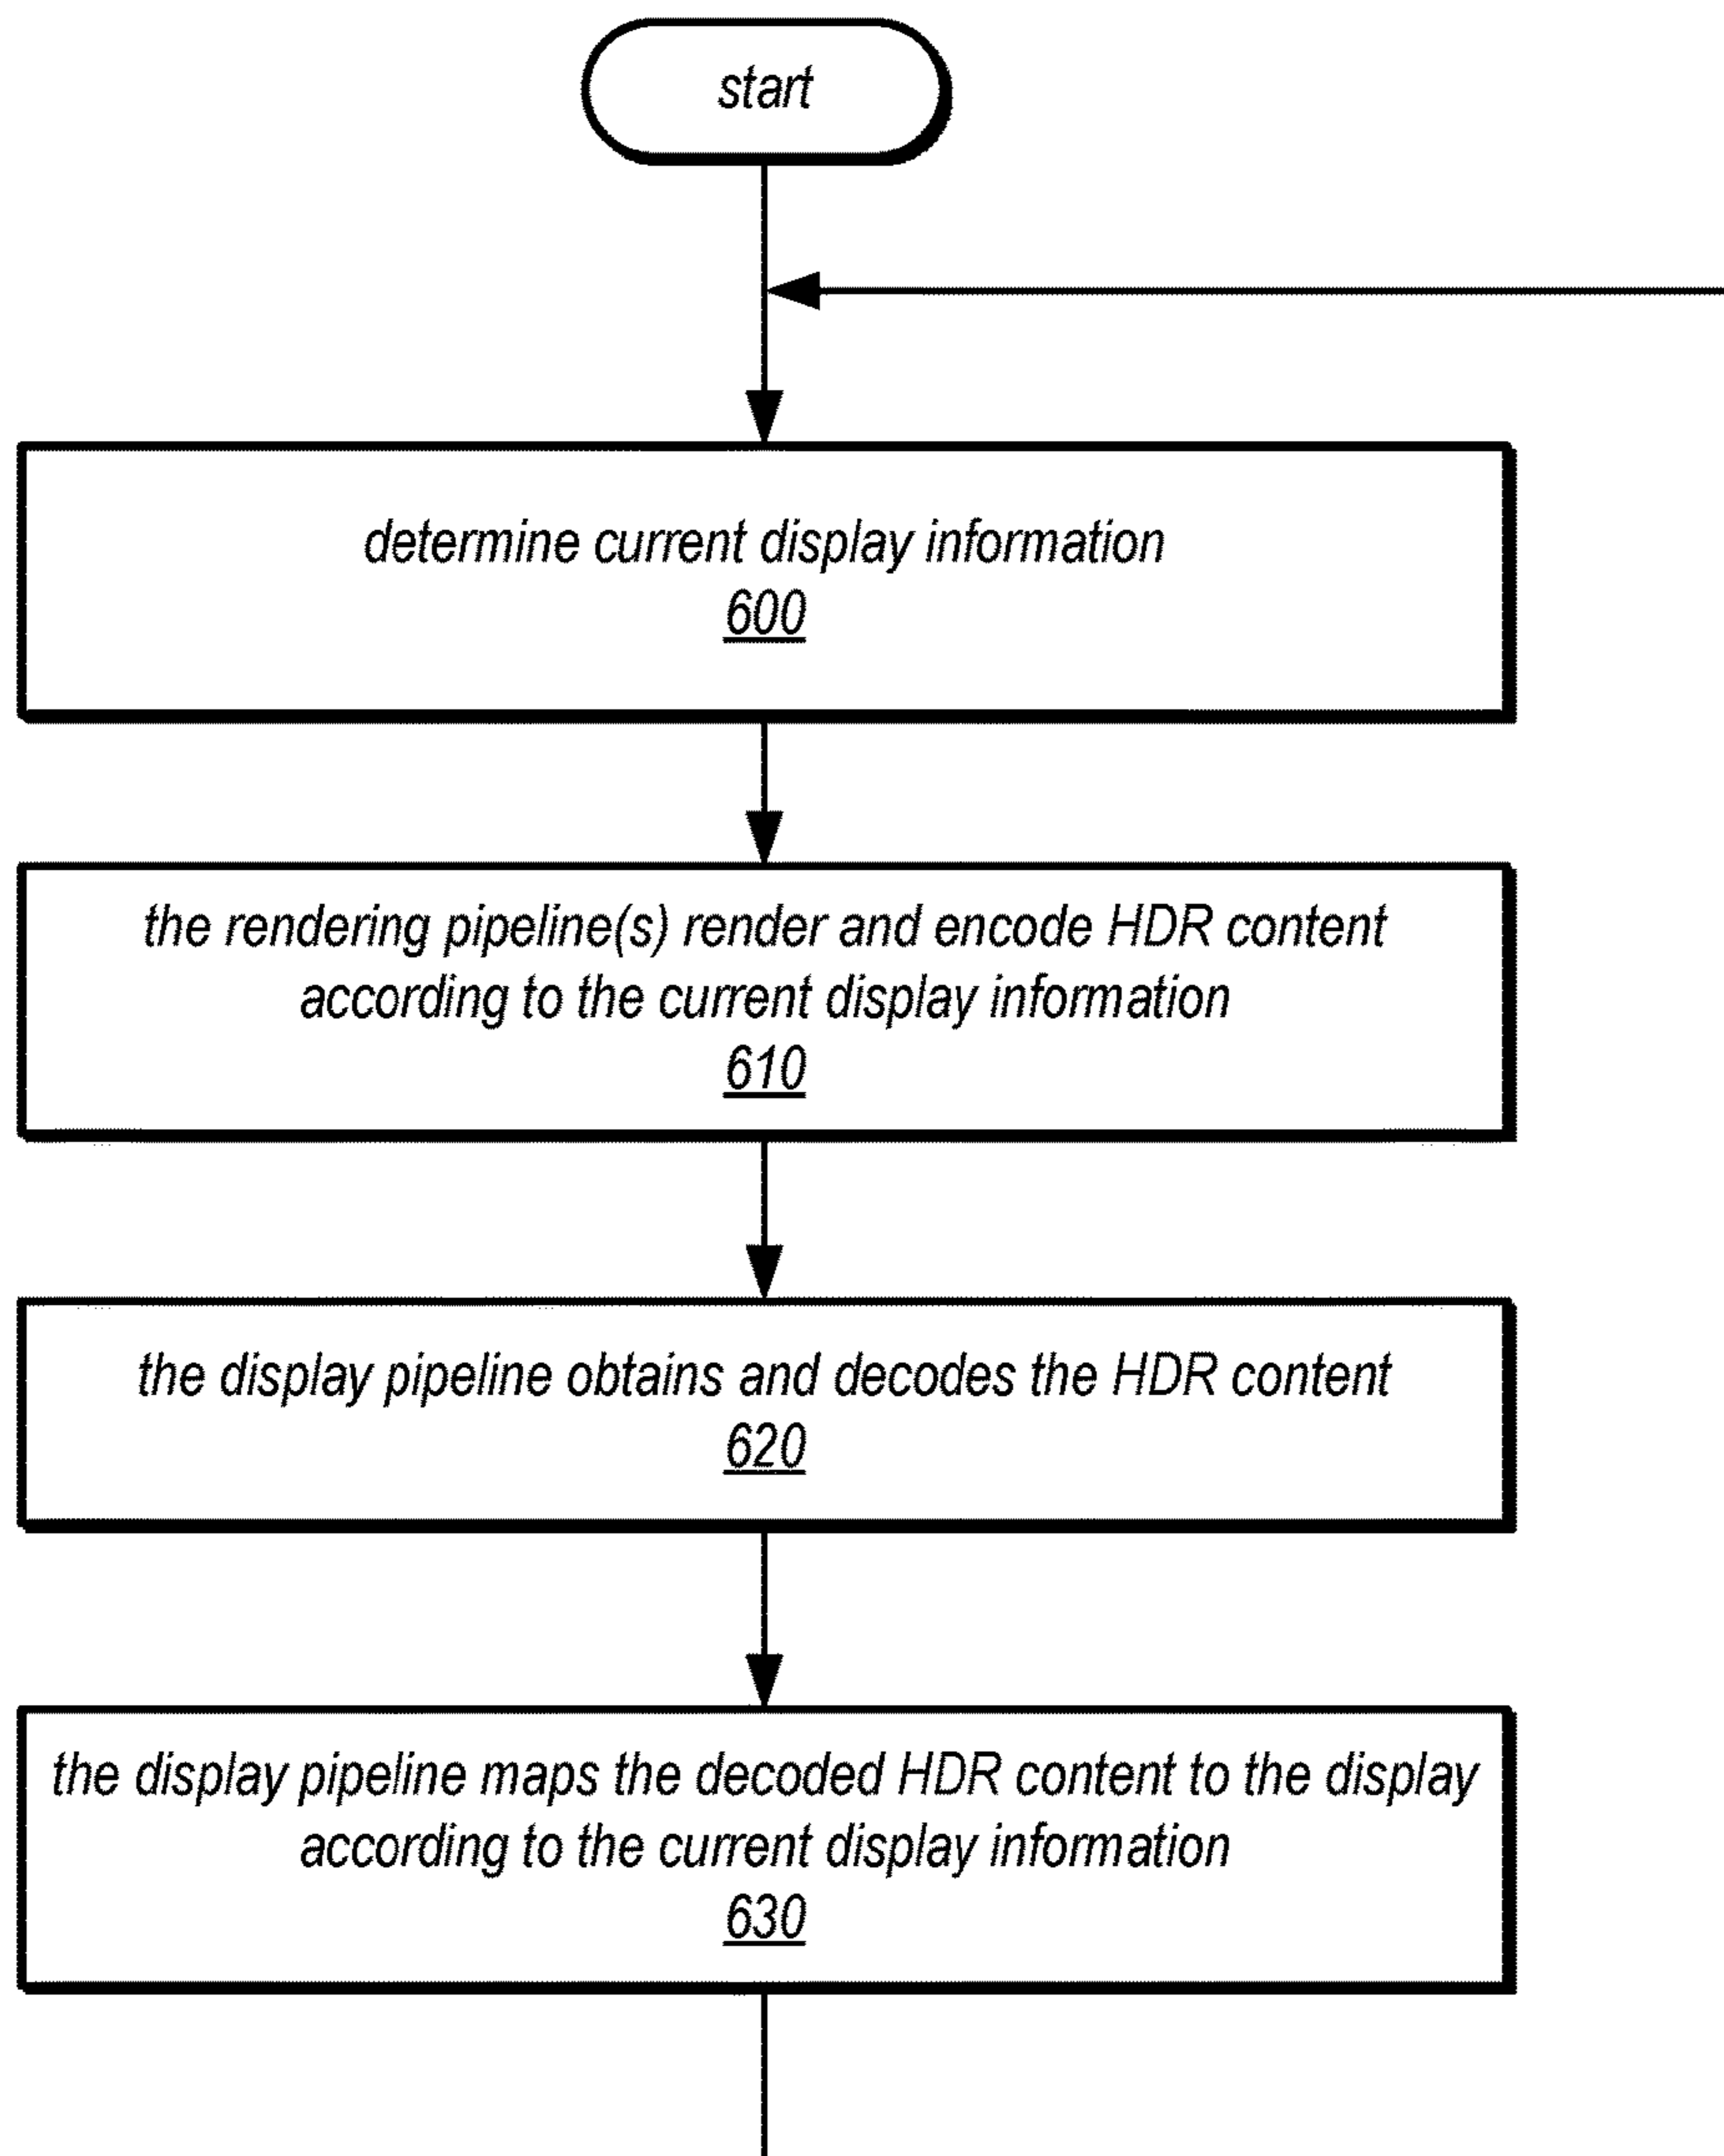 start
determine current display information
600
the rendering pipeline(s) render and encode HDR content
according to the current display information
610
the display pipeline obtains and decodes the HDR content
620
the display pipeline maps the decoded HDR content to the display
according to the current display information
630